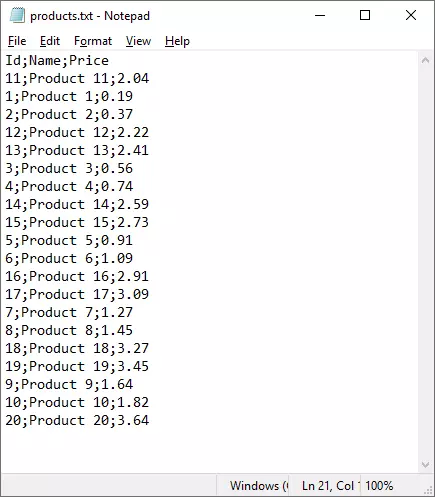 products.txt - Notepad
File Edit Format View Help
Id;Name;Price
11;Product 11;2.04
1;Product 1;0.19
2;Product 2;0.37
12;Product 12;2.22
13;Product 13;2.41
3;Product 3;0.56
4;Product 4;0.74
14;Product 14;2.59
15;Product 15;2.73
5;Product 5;0.91
6;Product 6;1.09
16;Product 16;2.91
17;Product 17;3.09
7;Product 7;1.27
8;Product 8;1.45
18;Product 18;3.27
19;Product 19;3.45
9;Product 9;1.64
10;Product 10;1.82
20;Product 20;3.64
Windows ( Ln 21, Col 100%